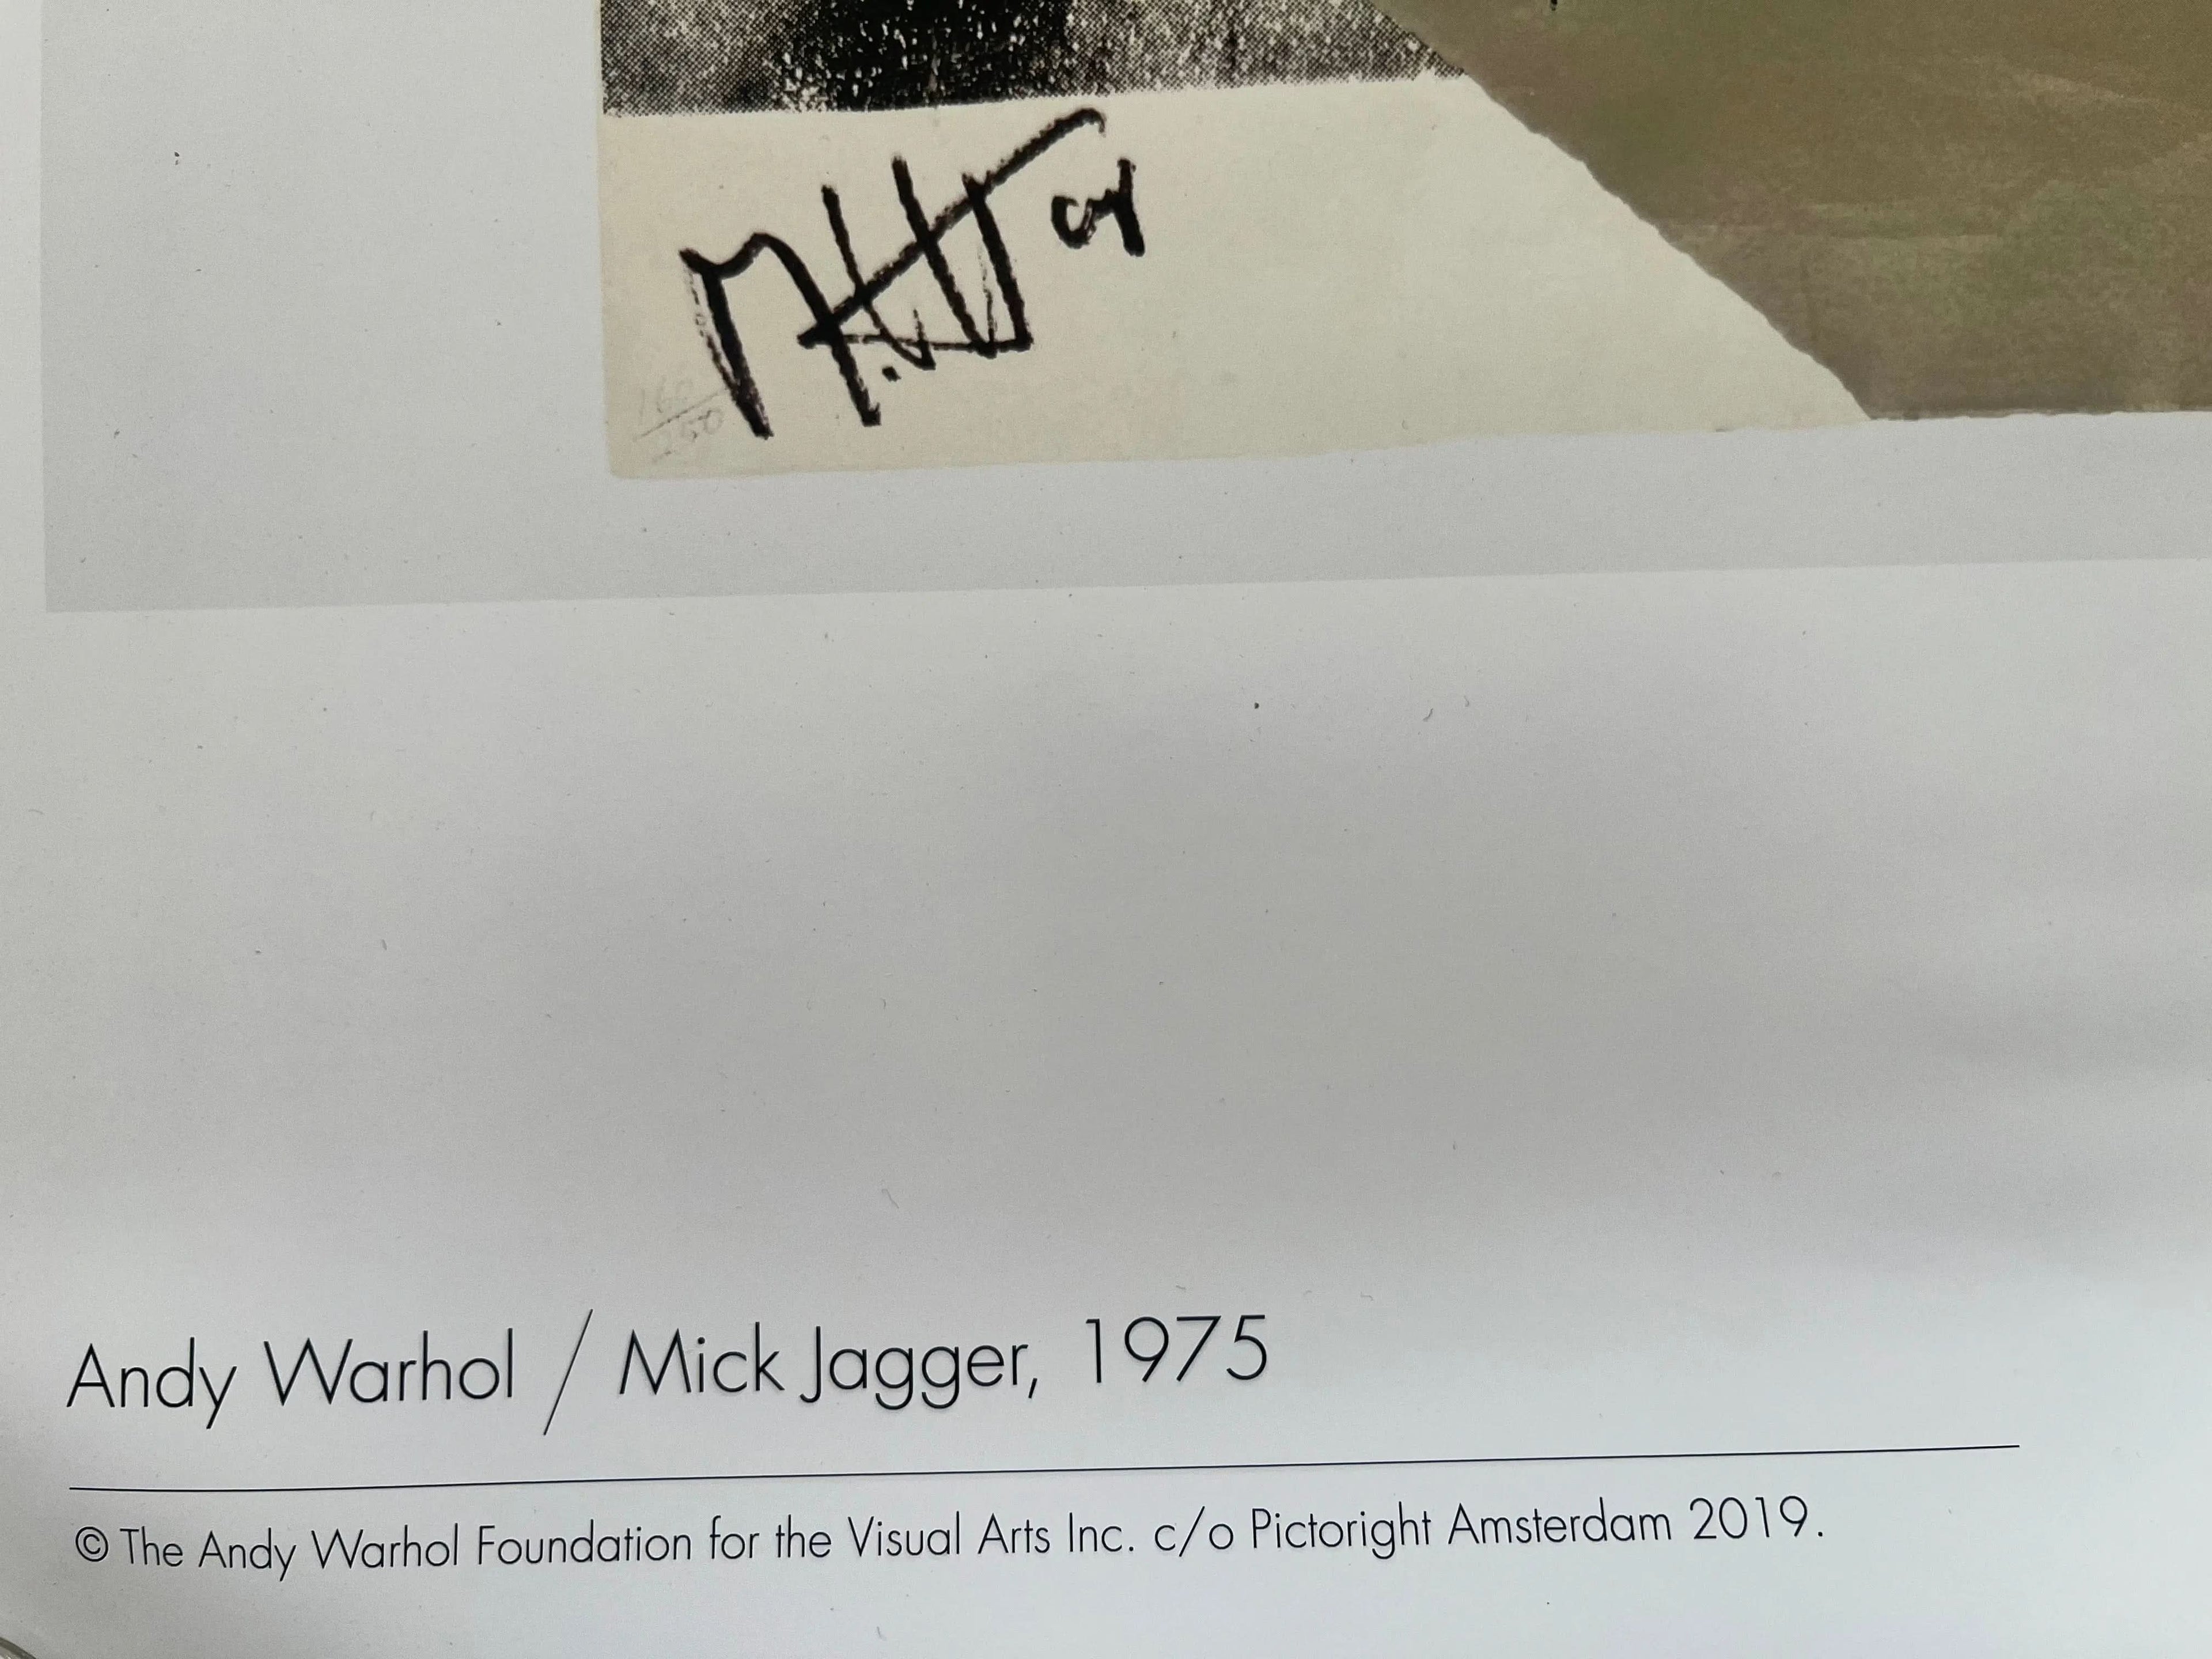 Andy Warhol / Mick Jagger, 1975
© The Andy Warhol Foundation for the Visual Arts Inc. c/o Pictoright Amsterdam 2019.